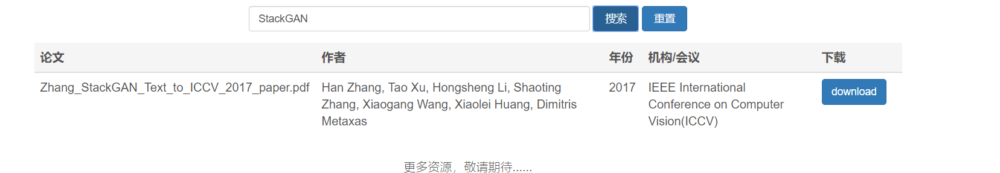 StackGAN 搜索 重置
论文 作者 年份 机构/会议 下载
Zhang_StackGAN_Text_to_ICCV_2017_paper.pdf Han Zhang, Tao Xu, Hongsheng Li, Shaoting 2017 IEEE International download
Zhang, Xiaogang Wang, Xiaolei Huang, Dimitris Conference on Computer
Metaxas Vision(ICCV)
更多资源，敬请期待......